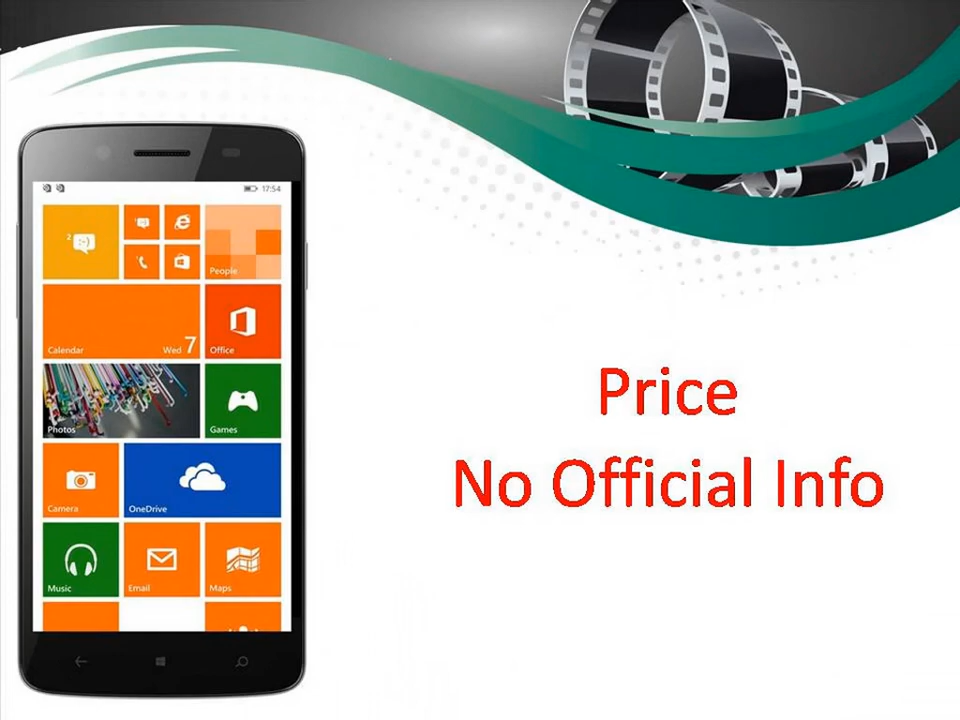 17:54
2
People
Calendar
Wed 7
Office
Photos
Games
Camera
OneDrive
Music
Email
Maps
Price
No Official Info